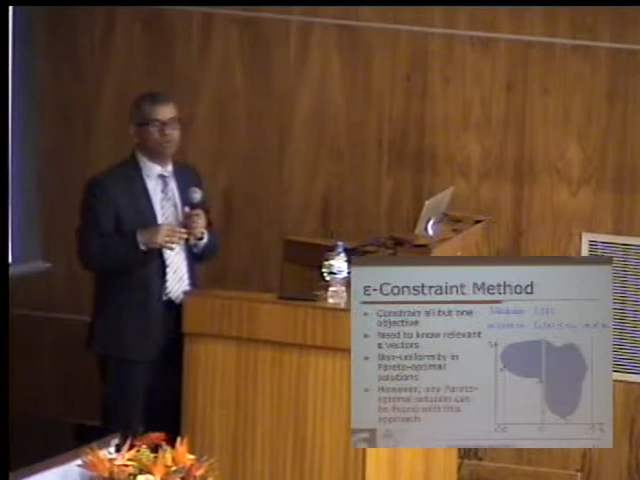 ε-Constraint Method
Constrain all but one
objective
Need to know relevant
ε vectors
Non-uniformity in
Pareto-optimal
solutions
However, any Pareto-
optimal solution can
be found with this
approach